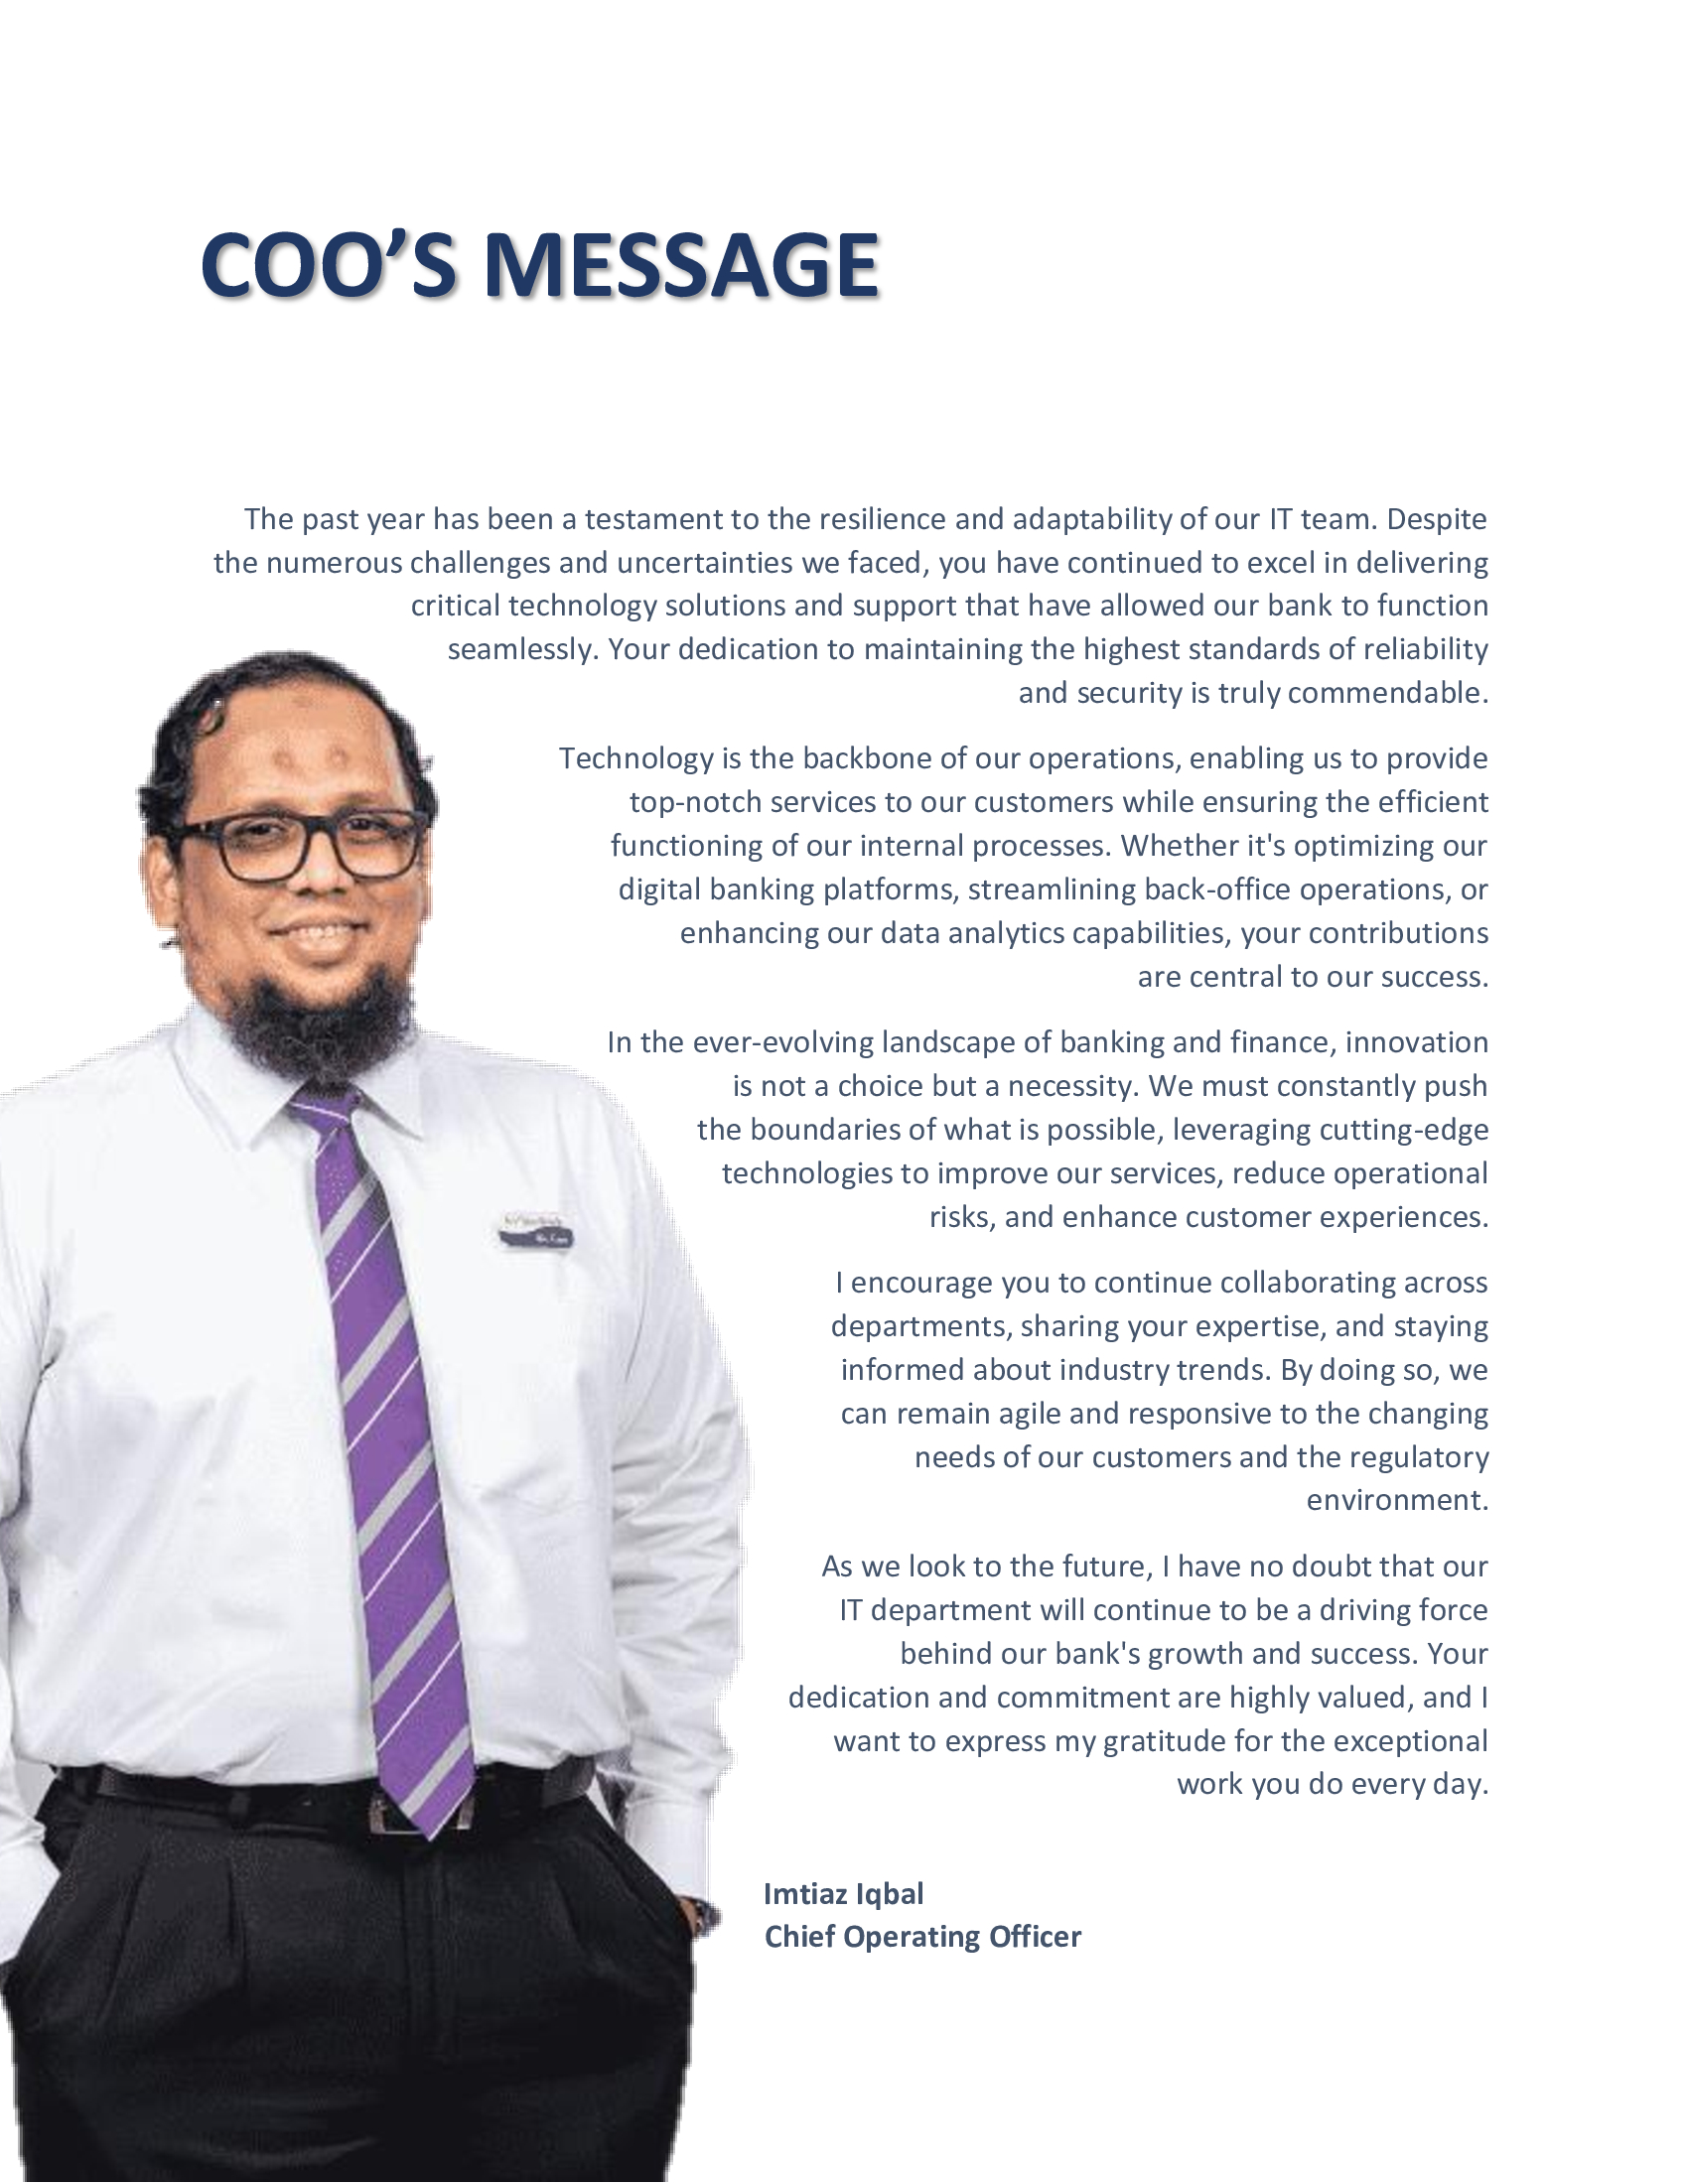 COO’S MESSAGE
The past year has been a testament to the resilience and adaptability of our IT team. Despite
the numerous challenges and uncertainties we faced, you have continued to excel in delivering
critical technology solutions and support that have allowed our bank to function
seamlessly. Your dedication to maintaining the highest standards of reliability
and security is truly commendable.
Technology is the backbone of our operations, enabling us to provide
top-notch services to our customers while ensuring the efficient
functioning of our internal processes. Whether it's optimizing our
digital banking platforms, streamlining back-office operations, or
enhancing our data analytics capabilities, your contributions
are central to our success.
In the ever-evolving landscape of banking and finance, innovation
is not a choice but a necessity. We must constantly push
the boundaries of what is possible, leveraging cutting-edge
technologies to improve our services, reduce operational
risks, and enhance customer experiences.
I encourage you to continue collaborating across
departments, sharing your expertise, and staying
informed about industry trends. By doing so, we
can remain agile and responsive to the changing
needs of our customers and the regulatory
environment.
As we look to the future, I have no doubt that our
IT department will continue to be a driving force
behind our bank's growth and success. Your
dedication and commitment are highly valued, and I
want to express my gratitude for the exceptional
work you do every day.
Imtiaz Iqbal
Chief Operating Officer